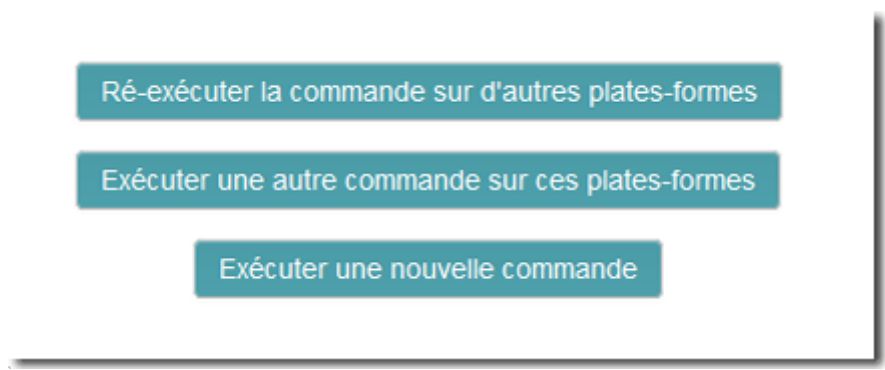 Ré-exécuter la commande sur d'autres plates-formes
Exécuter une autre commande sur ces plates-formes
Exécuter une nouvelle commande